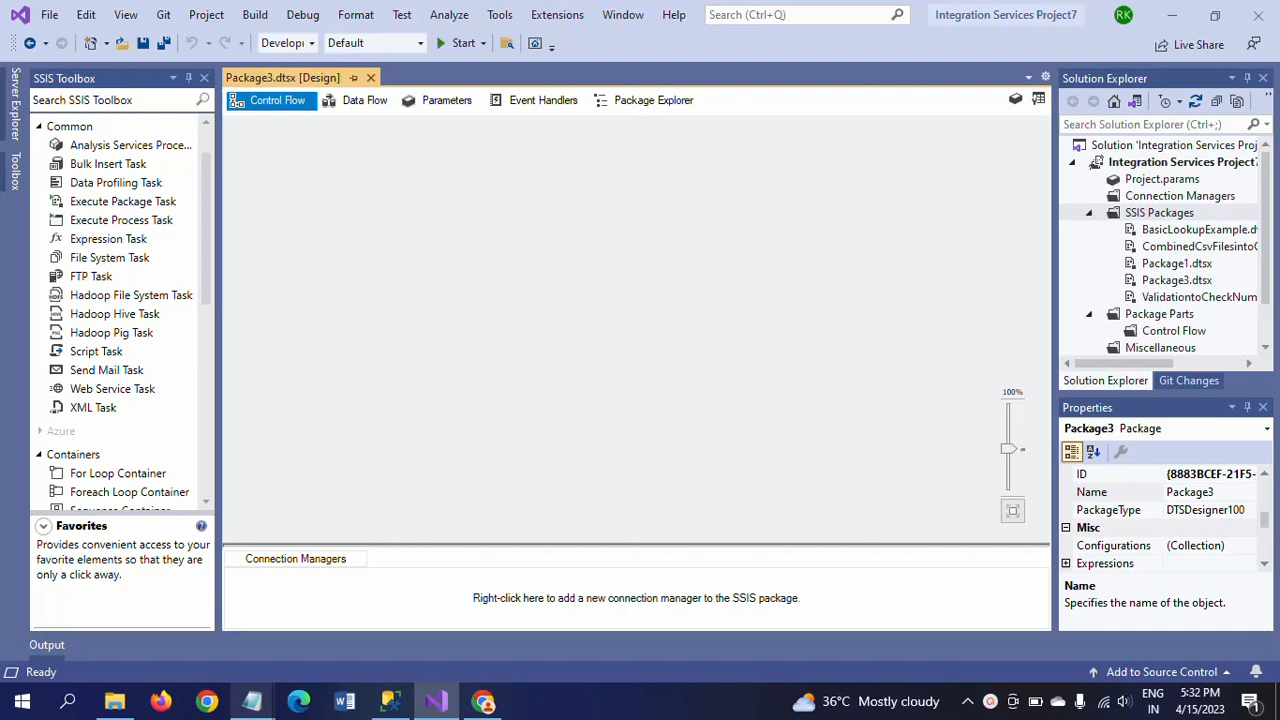 File Edit View Git Project Build Debug Format Test Analyze Tools Extensions Window Help Search (Ctrl+Q) Integration Services Project7 RK
Developi Default Start Live Share
Server Explorer
Toolbox
SSIS Toolbox
Search SSIS Toolbox
Common
Analysis Services Proce...
Bulk Insert Task
Data Profiling Task
Execute Package Task
Execute Process Task
Expression Task
File System Task
FTP Task
Hadoop File System Task
Hadoop Hive Task
Hadoop Pig Task
Script Task
Send Mail Task
Web Service Task
XML Task
Azure
Containers
For Loop Container
Foreach Loop Container
Favorites
Provides convenient access to your
favorite elements so that they are
only a click away.
Package3.dtsx [Design]
Control Flow Data Flow Parameters Event Handlers Package Explorer
100%
Connection Managers
Right-click here to add a new connection manager to the SSIS package.
Solution Explorer
Search Solution Explorer (Ctrl+;)
Solution 'Integration Services Proj
Integration Services Project7
Project.params
Connection Managers
SSIS Packages
BasicLookupExample.dt
CombinedCsvFilesintoC
Package1.dtsx
Package3.dtsx
ValidationtoCheckNum
Package Parts
Control Flow
Miscellaneous
Solution Explorer Git Changes
Properties
Package3 Package
ID {8883BCEF-21F5-
Name Package3
PackageType DTSDesigner100
Misc
Configurations (Collection)
Expressions
Name
Specifies the name of the object.
Output
Ready Add to Source Control
36°C Mostly cloudy ENG IN 5:32 PM 4/15/2023 1